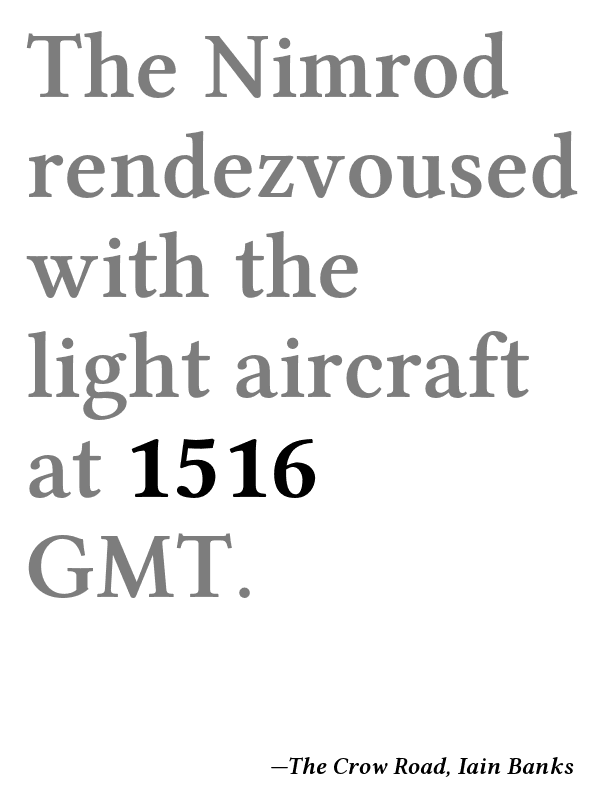 The Nimrod
rendezvoused
with the
light aircraft
at 1516
GMT.
—The Crow Road, Iain Banks